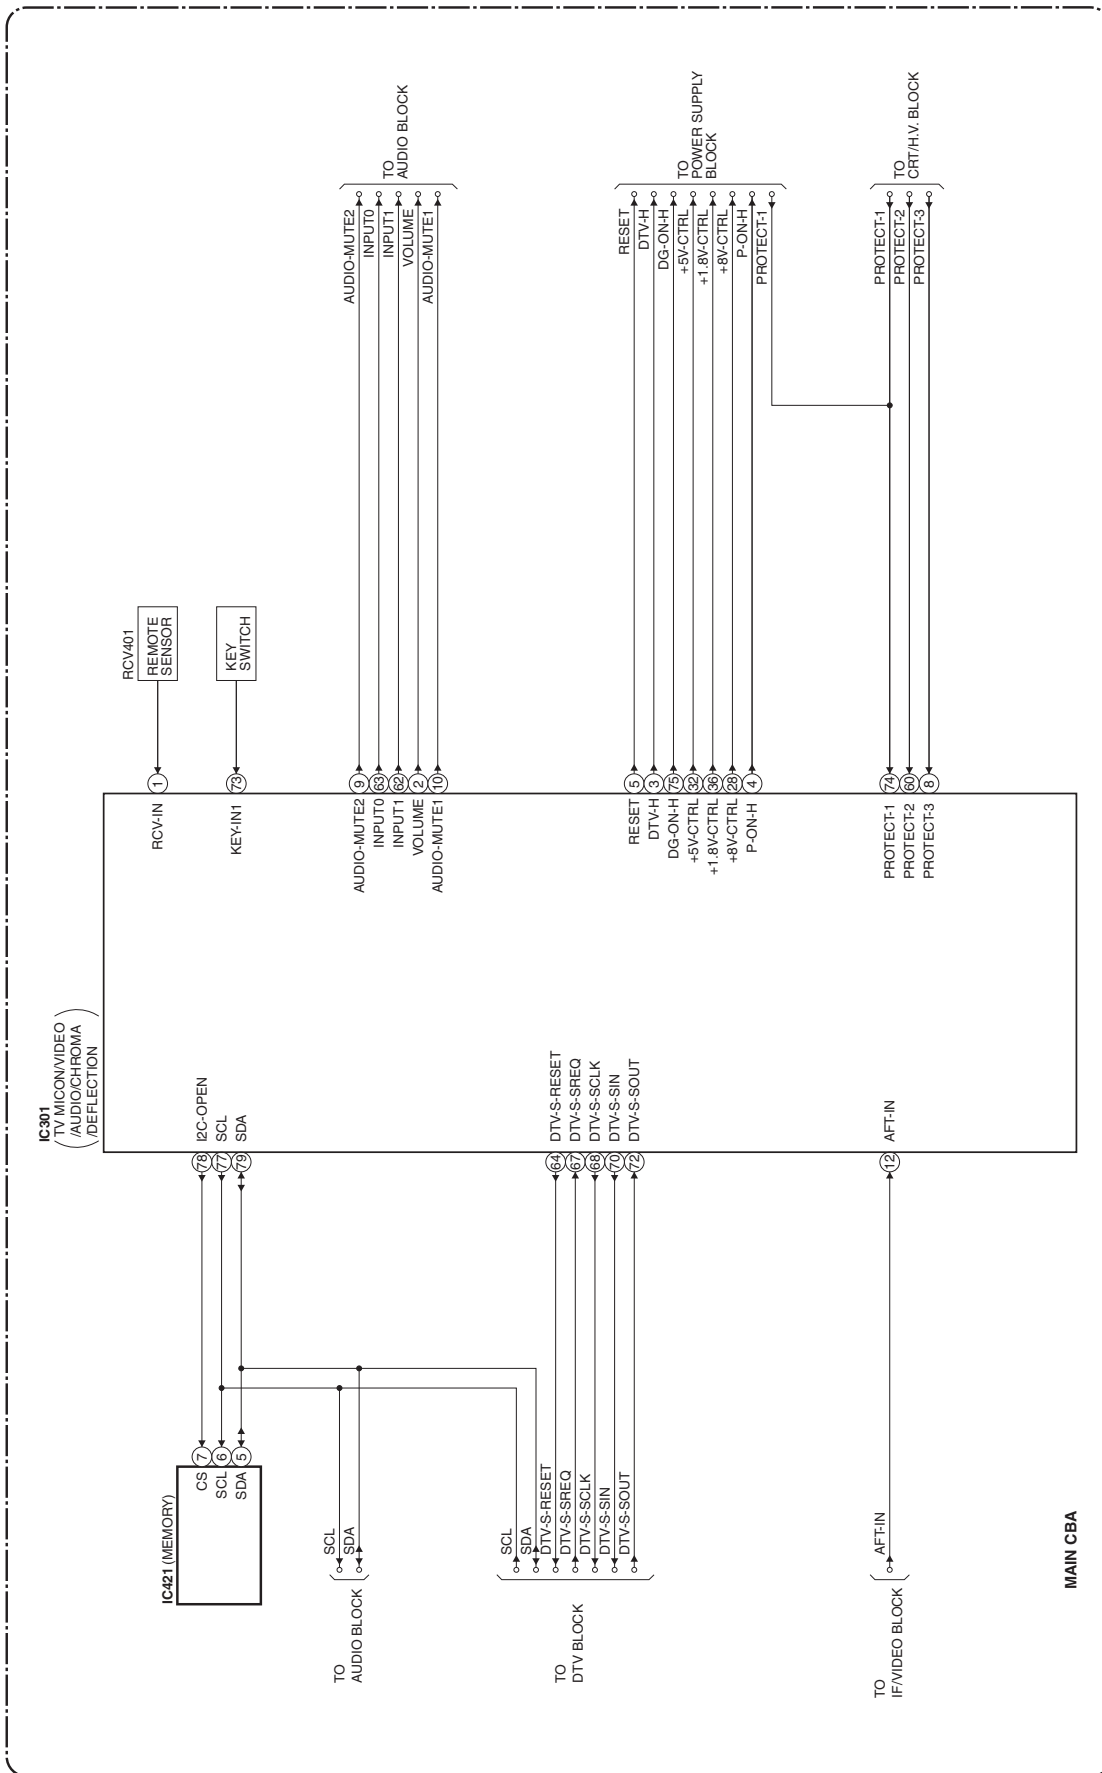 IC301
TV MICON/VIDEO
/AUDIO/CHROMA
/DEFLECTION
IC421 (MEMORY)
CS
SCL
SDA
7
6
5
78
77
79
I2C-OPEN
SCL
SDA
RCV-IN
1
RCV401
REMOTE
SENSOR
KEY-IN1
73
KEY
SWITCH
TO
AUDIO BLOCK
SCL
SDA
AUDIO-MUTE2
INPUT0
INPUT1
VOLUME
AUDIO-MUTE1
9
63
62
2
10
AUDIO-MUTE2
INPUT0
INPUT1
VOLUME
AUDIO-MUTE1
TO
AUDIO BLOCK
TO
DTV BLOCK
SCL
SDA
DTV-S-RESET
DTV-S-SREQ
DTV-S-SCLK
DTV-S-SIN
DTV-S-SOUT
64
67
68
70
72
DTV-S-RESET
DTV-S-SREQ
DTV-S-SCLK
DTV-S-SIN
DTV-S-SOUT
RESET
DTV-H
DG-ON-H
+5V-CTRL
+1.8V-CTRL
+8V-CTRL
P-ON-H
5
3
75
32
36
28
4
RESET
DTV-H
DG-ON-H
+5V-CTRL
+1.8V-CTRL
+8V-CTRL
P-ON-H
PROTECT-1
TO
POWER SUPPLY
BLOCK
TO
IF/VIDEO BLOCK
AFT-IN
12
AFT-IN
PROTECT-1
PROTECT-2
PROTECT-3
74
60
8
PROTECT-1
PROTECT-2
PROTECT-3
TO
CRT/H.V. BLOCK
MAIN CBA